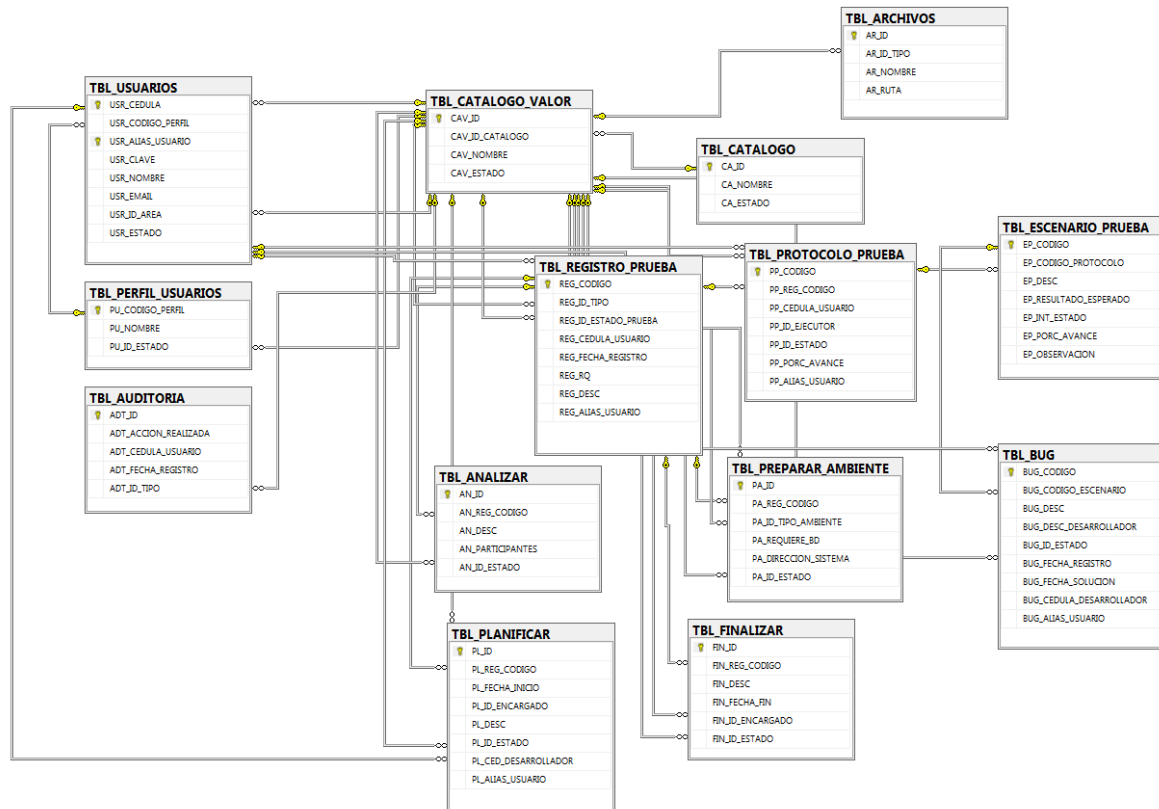 TBL_ARCHIVOS
AR_ID
AR_ID_TIPO
AR_NOMBRE
AR_RUTA
TBL_USUARIOS
USR_CEDULA
USR_CODIGO_PERFIL
USR_ALIAS_USUARIO
USR_CLAVE
USR_NOMBRE
USR_EMAIL
USR_ID_AREA
USR_ESTADO
TBL_CATALOGO_VALOR
CAV_ID
CAV_ID_CATALOGO
CAV_NOMBRE
CAV_ESTADO
TBL_CATALOGO
CA_ID
CA_NOMBRE
CA_ESTADO
TBL_ESCENARIO_PRUEBA
EP_CODIGO
EP_CODIGO_PROTOCOLO
EP_DESC
EP_RESULTADO_ESPERADO
EP_INT_ESTADO
EP_PORC_AVANCE
EP_OBSERVACION
TBL_PROTOCOLO_PRUEBA
PP_CODIGO
PP_REG_CODIGO
PP_CEDULA_USUARIO
PP_ID_EJECUTOR
PP_ID_ESTADO
PP_PORC_AVANCE
PP_ALIAS_USUARIO
TBL_REGISTRO_PRUEBA
REG_CODIGO
REG_ID_TIPO
REG_ID_ESTADO_PRUEBA
REG_CEDULA_USUARIO
REG_FECHA_REGISTRO
REG_RQ
REG_DESC
REG_ALIAS_USUARIO
TBL_PERFIL_USUARIOS
PU_CODIGO_PERFIL
PU_NOMBRE
PU_ID_ESTADO
TBL_AUDITORIA
ADT_ID
ADT_ACCION_REALIZADA
ADT_CEDULA_USUARIO
ADT_FECHA_REGISTRO
ADT_ID_TIPO
TBL_BUG
BUG_CODIGO
BUG_CODIGO_ESCENARIO
BUG_DESC
BUG_DESC_DESARROLLADOR
BUG_ID_ESTADO
BUG_FECHA_REGISTRO
BUG_FECHA_SOLUCION
BUG_CEDULA_DESARROLLADOR
BUG_ALIAS_USUARIO
TBL_PREPARAR_AMBIENTE
PA_ID
PA_REG_CODIGO
PA_ID_TIPO_AMBIENTE
PA_REQUIERE_BD
PA_DIRECCION_SISTEMA
PA_ID_ESTADO
TBL_ANALIZAR
AN_ID
AN_REG_CODIGO
AN_DESC
AN_PARTICIPANTES
AN_ID_ESTADO
TBL_PLANIFICAR
PL_ID
PL_REG_CODIGO
PL_FECHA_INICIO
PL_ID_ENCARGADO
PL_DESC
PL_ID_ESTADO
PL_CED_DESARROLLADOR
PL_ALIAS_USUARIO
TBL_FINALIZAR
FIN_ID
FIN_REG_CODIGO
FIN_DESC
FIN_FECHA_FIN
FIN_ID_ENCARGADO
FIN_ID_ESTADO